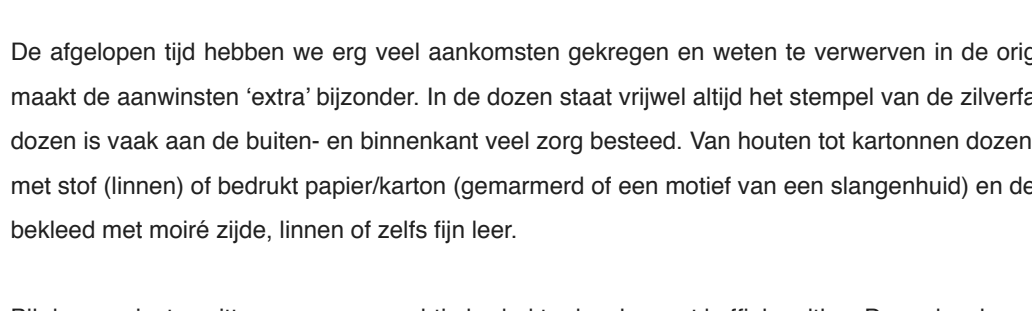 De afgelopen tijd hebben we erg veel aankomsten gekregen en weten te verwerven in de
maakt de aanwinsten ‘extra’ bijzonder. In de dozen staat vrijwel altijd het stempel van de
dozen is vaak aan de buiten- en binnenkant veel zorg besteed. Van houten tot kartonnen dozen
met stof (linnen) of bedrukt papier/karton (gemarmerd of een motief van een slangenhuid) en
bekleed met moiré zijde, linnen of zelfs fijn leer.